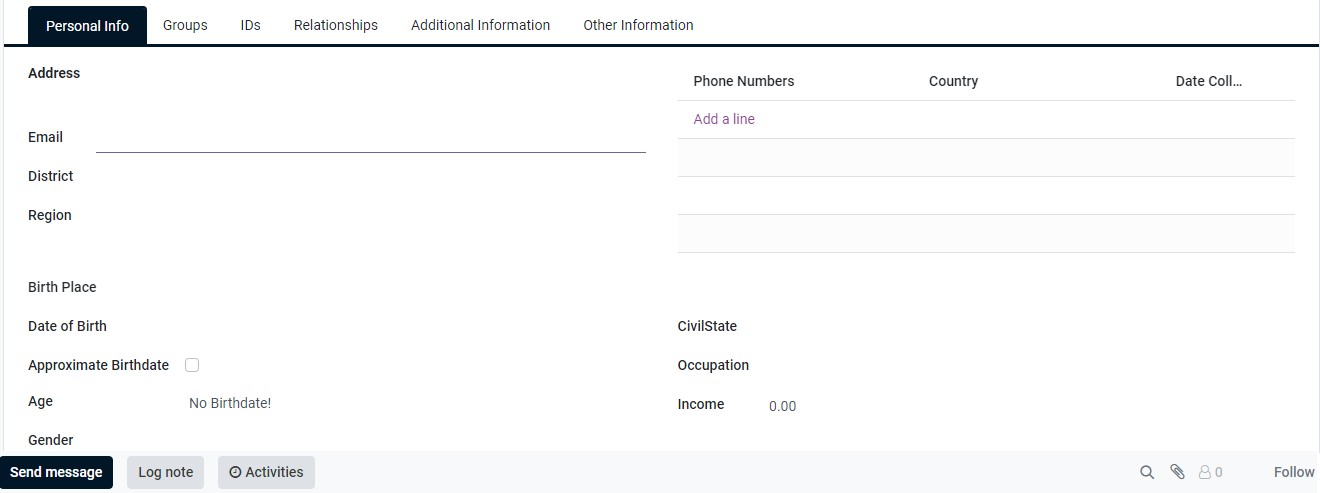 Personal Info Groups IDs Relationships Additional Information Other Information
Address
Phone Numbers Country Date Coll...
Add a line
Email
District
Region
Birth Place
Date of Birth CivilState
Approximate Birthdate Occupation
Age No Birthdate! Income 0.00
Gender
Send message Log note Activities 0 Follow